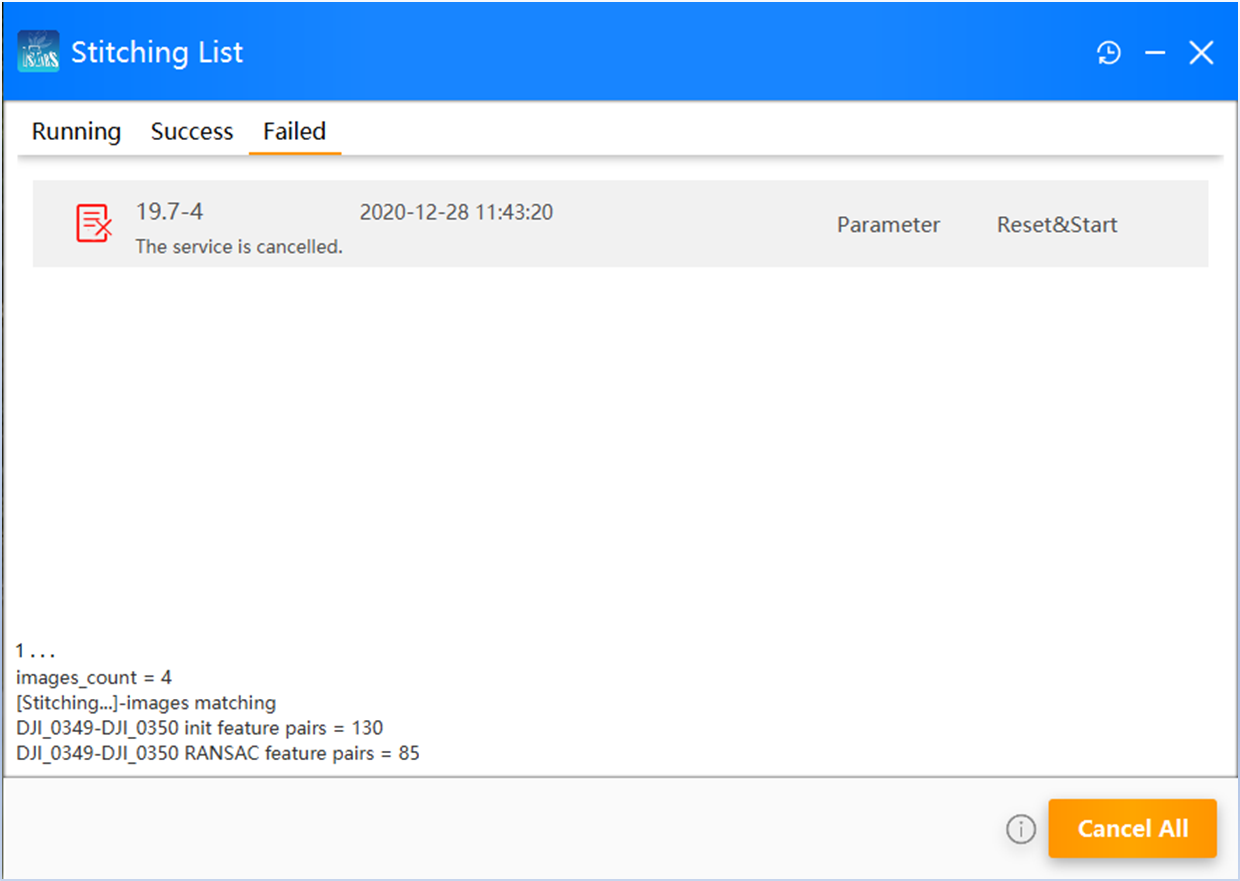 Stitching List
Running Success Failed
19.7-4 2020-12-28 11:43:20
The service is cancelled.
Parameter Reset&Start
1 . . .
images_count = 4
[Stitching...]-images matching
DJI_0349-DJI_0350 init feature pairs = 130
DJI_0349-DJI_0350 RANSAC feature pairs = 85
Cancel All